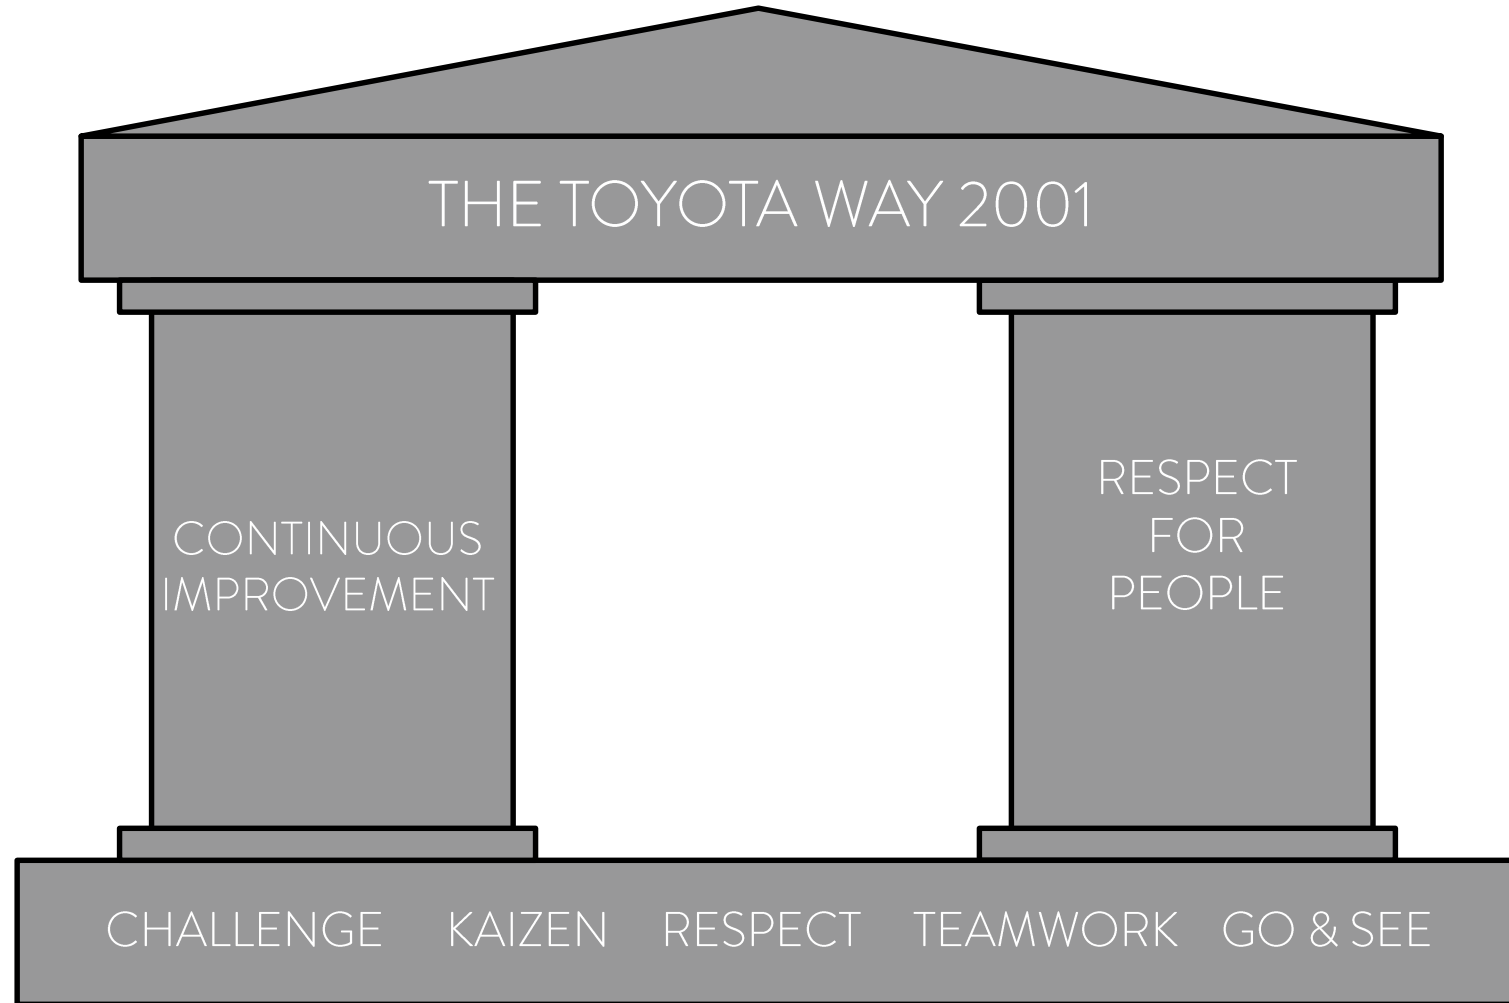 THE TOYOTA WAY 2001
CONTINUOUS
IMPROVEMENT
RESPECT
FOR
PEOPLE
CHALLENGE KAIZEN RESPECT TEAMWORK GO & SEE